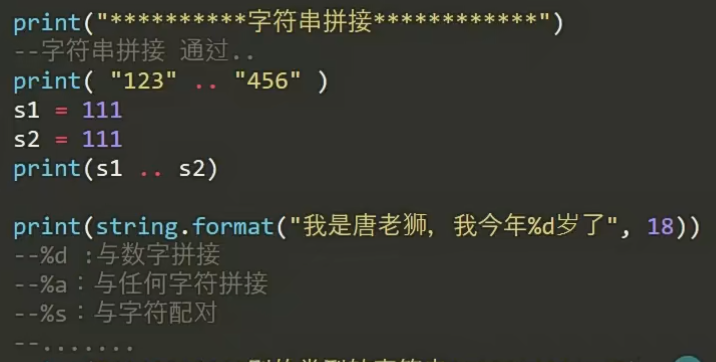 print("**********字符串拼接************")
--字符串拼接 通过..
print( "123" .. "456" )
s1 = 111
s2 = 111
print(s1 .. s2)
print(string.format("我是唐老狮，我今年%d岁了", 18))
--%d :与数字拼接
--%a：与任何字符拼接
--%s：与字符配对
--.......